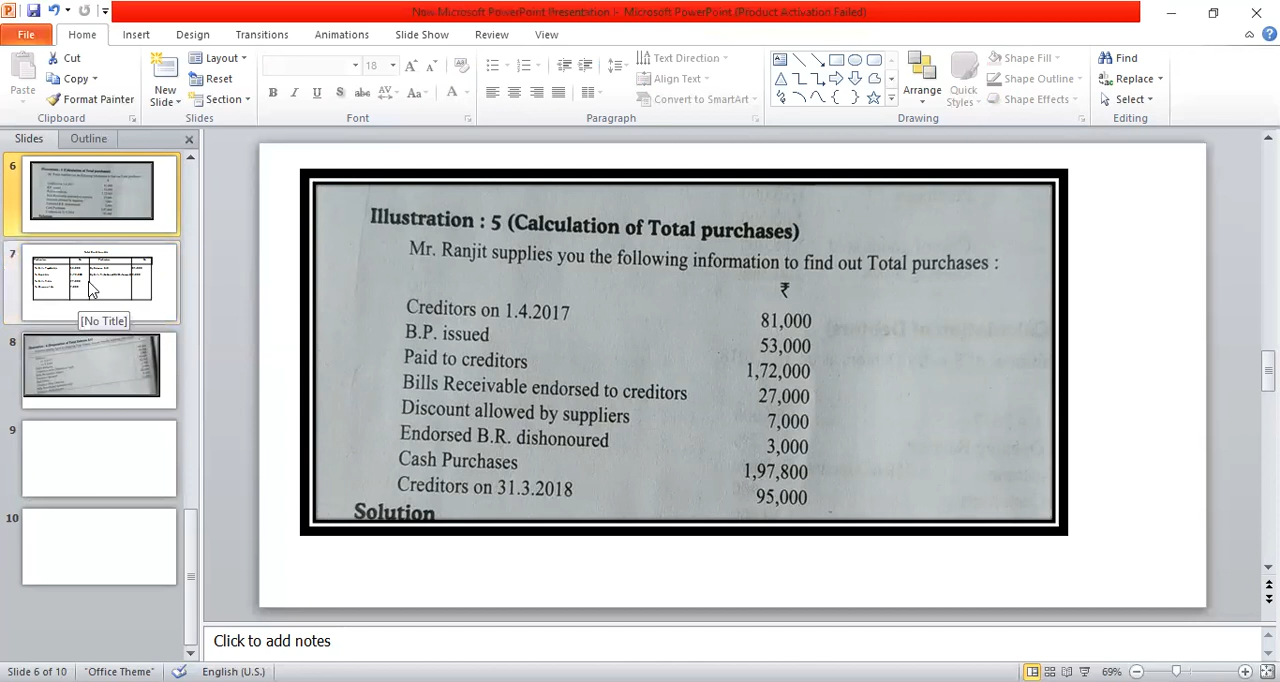 New Microsoft PowerPoint Presentation - Microsoft PowerPoint (Product Activation Failed)
File Home Insert Design Transitions Animations Slide Show Review View
Cut
Copy
Format Painter
Paste
Clipboard
New
Slide
Layout
Reset
Section
Slides
18
Font
Text Direction
Align Text
Convert to SmartArt
Paragraph
Arrange
Quick
Styles
Shape Fill
Shape Outline
Shape Effects
Drawing
Find
Replace
Select
Editing
Slides Outline
6
7
[No Title]
8
9
10
Illustration : 5 (Calculation of Total purchases)
Mr. Ranjit supplies you the following information to find out Total purchases :
₹
Creditors on 1.4.2017 81,000
B.P. issued 53,000
Paid to creditors 1,72,000
Bills Receivable endorsed to creditors 27,000
Discount allowed by suppliers 7,000
Endorsed B.R. dishonoured 3,000
Cash Purchases 1,97,800
Creditors on 31.3.2018 95,000
Solution
Click to add notes
Slide 6 of 10 "Office Theme" English (U.S.) 69%